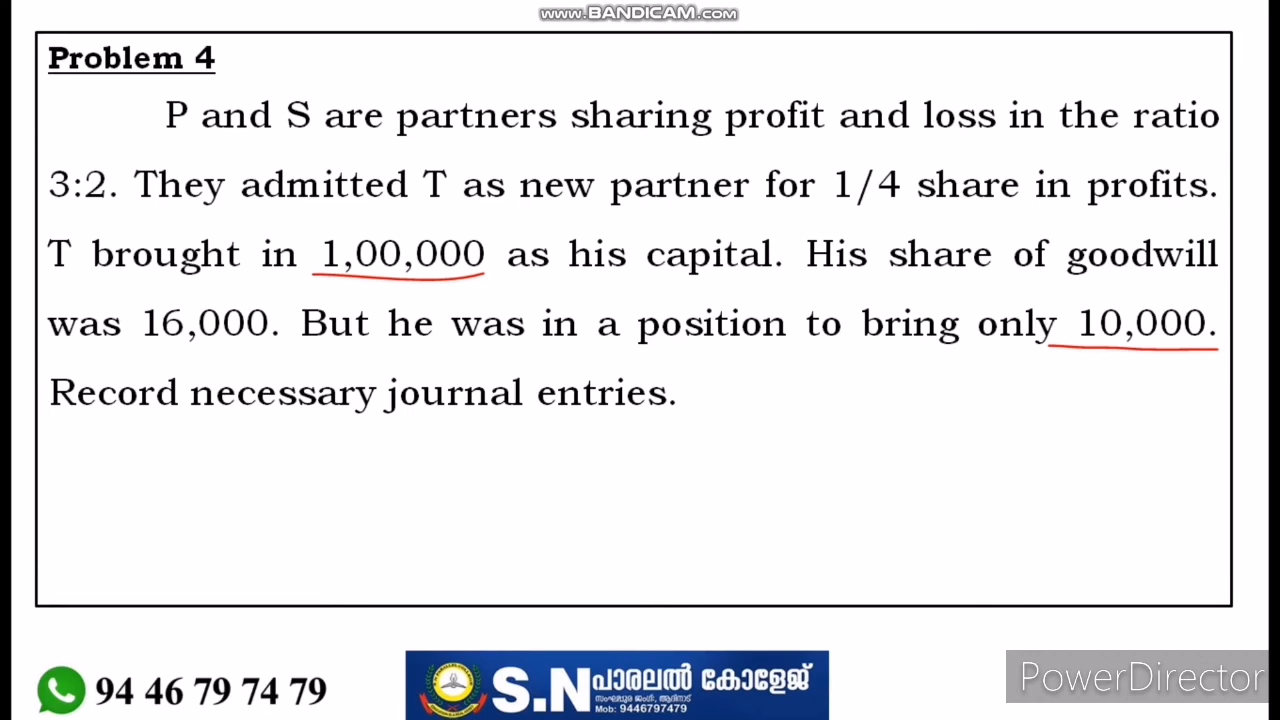 www.BANDICAM.com
Problem 4
P and S are partners sharing profit and loss in the ratio
3:2. They admitted T as new partner for 1/4 share in profits.
T brought in 1,00,000 as his capital. His share of goodwill
was 16,000. But he was in a position to bring only 10,000.
Record necessary journal entries.
94 46 79 74 79
S.N പാരലൽ കോളേജ്
Mob: 9446797479
PowerDirector